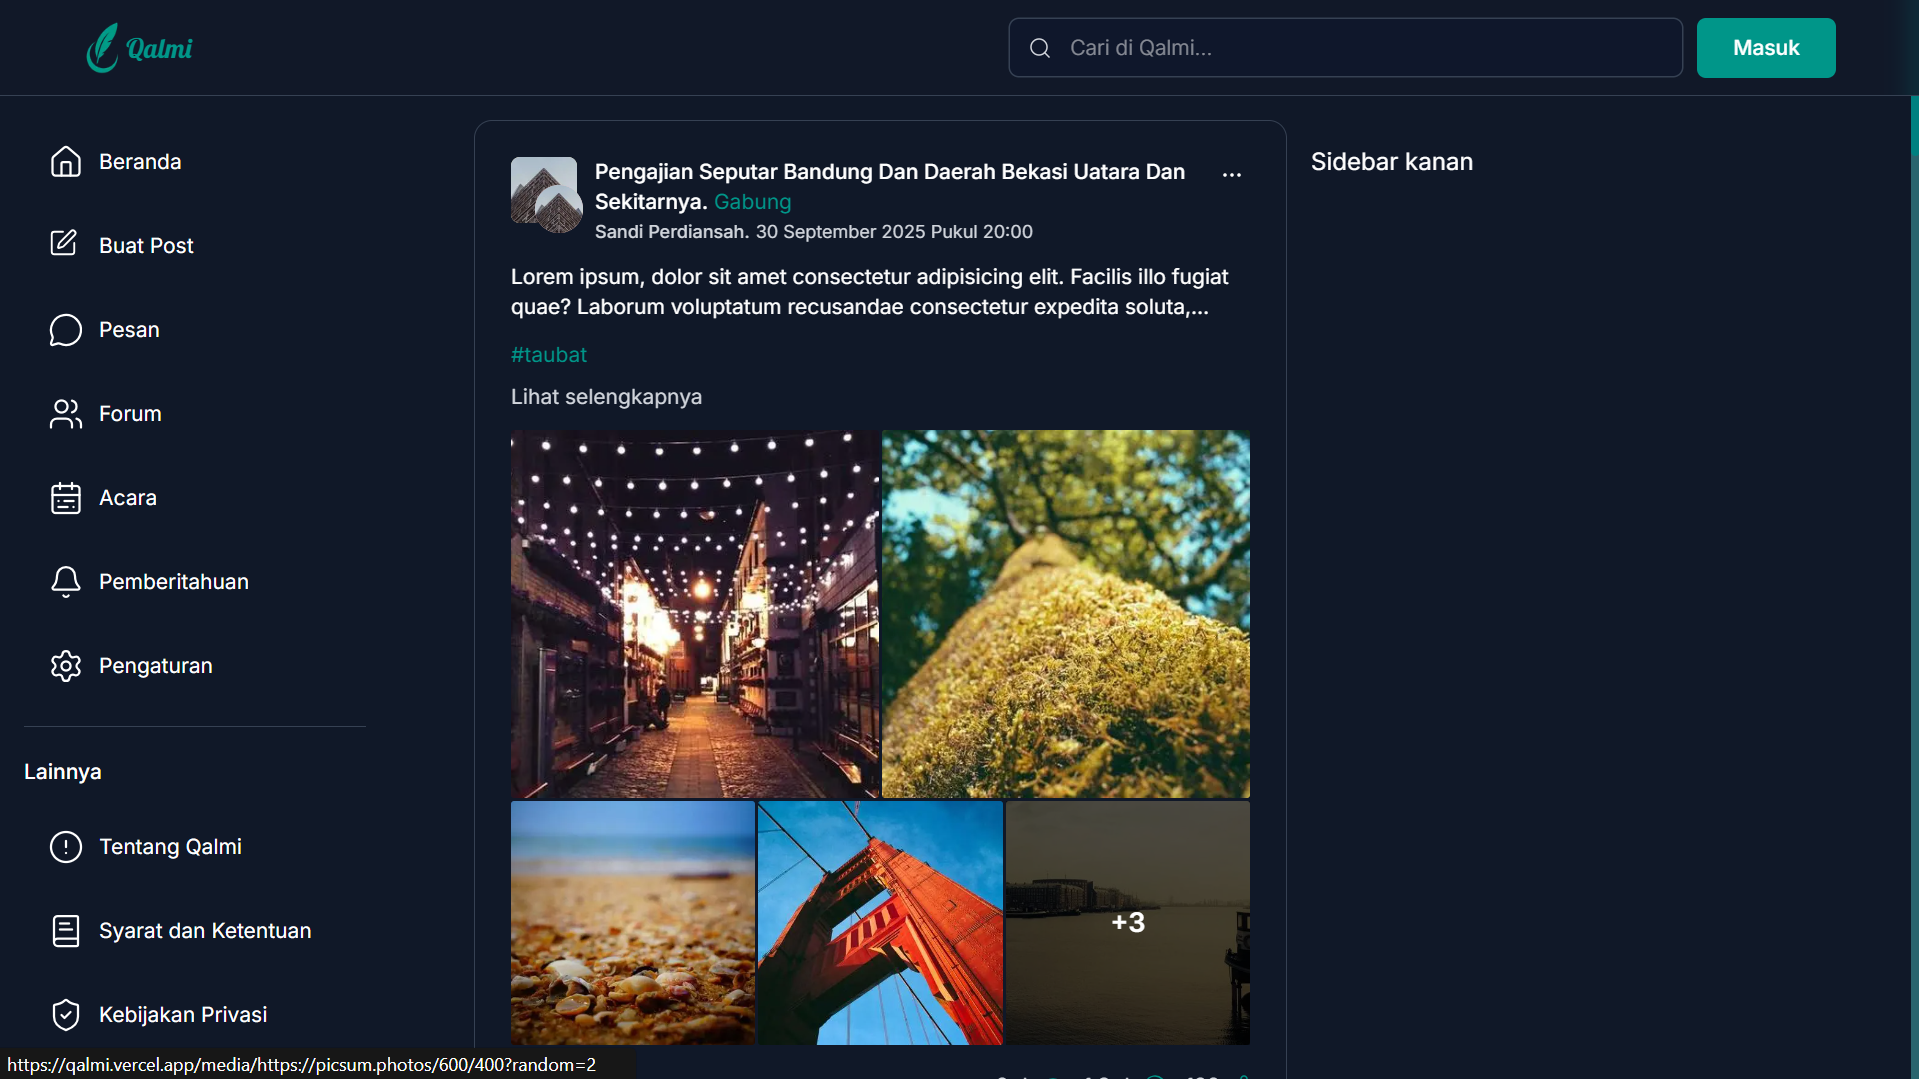 Qalmi
Cari di Qalmi...
Masuk
Beranda
Buat Post
Pesan
Forum
Acara
Pemberitahuan
Pengaturan
Lainnya
Tentang Qalmi
Syarat dan Ketentuan
Kebijakan Privasi
Pengajian Seputar Bandung Dan Daerah Bekasi Uatara Dan
Sekitarnya. Gabung
Sandi Perdiansah. 30 September 2025 Pukul 20:00
Lorem ipsum, dolor sit amet consectetur adipisicing elit. Facilis illo fugiat
quae? Laborum voluptatum recusandae consectetur expedita soluta,...
#taubat
Lihat selengkapnya
+3
Sidebar kanan
https://qalmi.vercel.app/media/https://picsum.photos/600/400?random=2